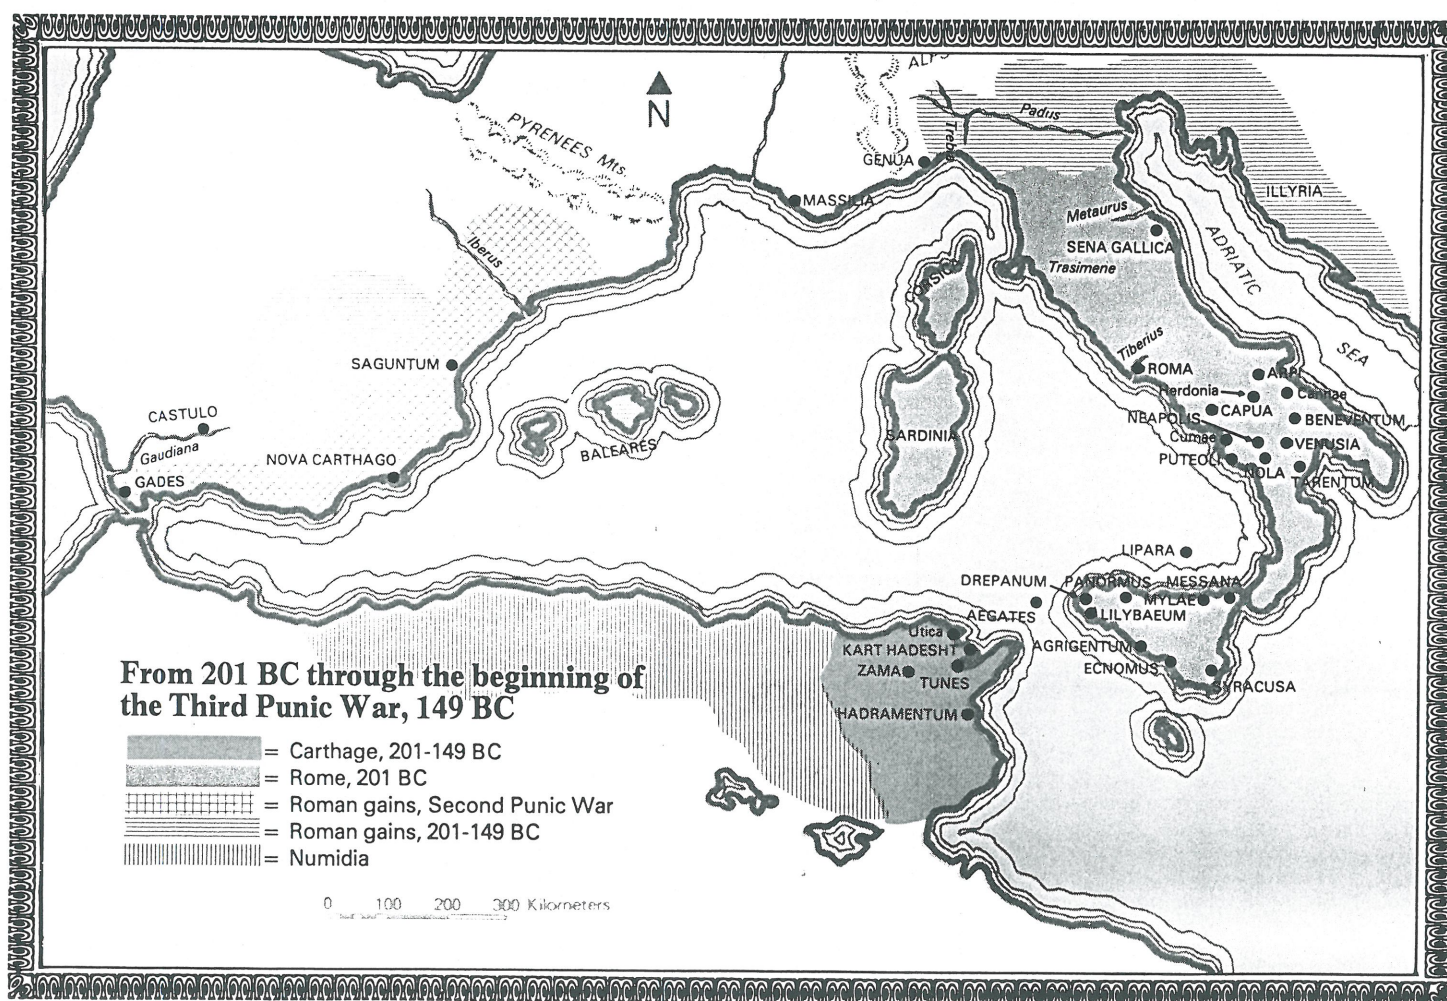 ALPS
PYRENEES Mts.
N
Padus
Trebia
GENUA
MASSILIA
ILLYRIA
Metaurus
SENA GALLICA
ADRIATIC
SEA
Iberus
CORSICA
Trasimene
SAGUNTUM
Tiberius
ROMA
ARPI
Herdonia
Cannae
CASTULO
NEAPOLIS
CAPUA
BENEVENTUM
SARDINIA
Cumae
VENUSIA
Gaudiana
BALEARES
NOVA CARTHAGO
PUTEOLI
NOLA
TARENTUM
GADES
LIPARA
DREPANUM
PANORMUS
MESSANA
MYLAE
AEGATES
LILYBAEUM
Utica
KART HADESHT
AGRIGENTUM
ZAMA
TUNES
ECNOMUS
SYRACUSA
HADRAMENTUM
From 201 BC through the beginning of
the Third Punic War, 149 BC
= Carthage, 201-149 BC
= Rome, 201 BC
= Roman gains, Second Punic War
= Roman gains, 201-149 BC
= Numidia
0 100 200 300 Kilometers